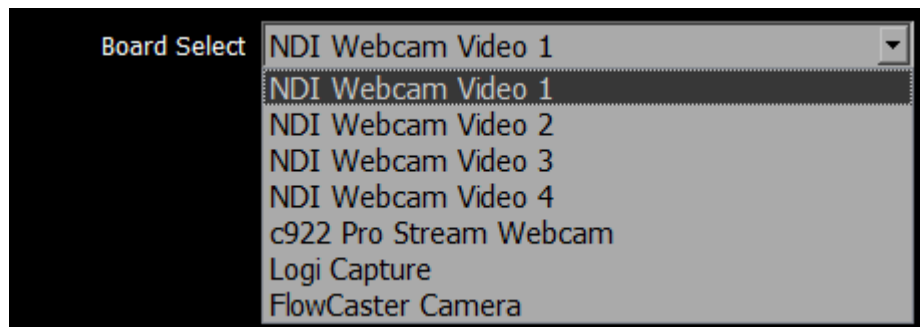 Board Select NDI Webcam Video 1
NDI Webcam Video 1
NDI Webcam Video 2
NDI Webcam Video 3
NDI Webcam Video 4
c922 Pro Stream Webcam
Logi Capture
FlowCaster Camera